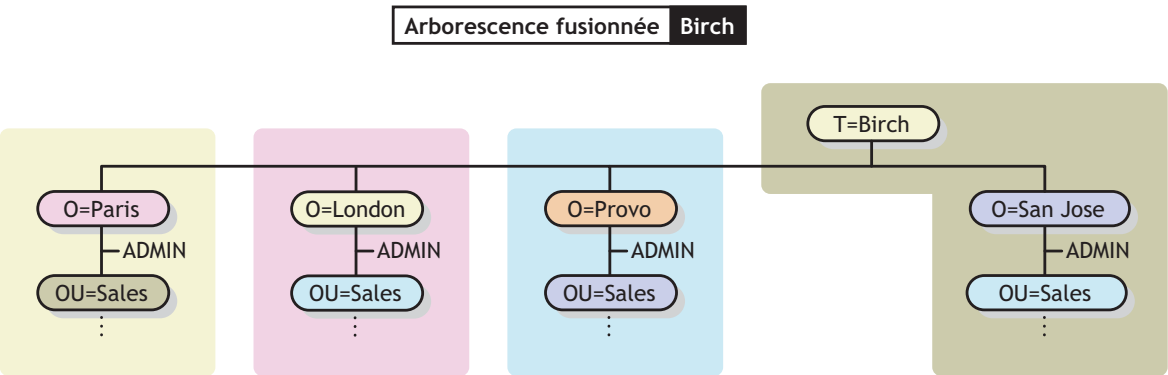 Arborescence fusionnée Birch
T=Birch
O=Paris O=London O=Provo O=San Jose
ADMIN ADMIN ADMIN ADMIN
OU=Sales OU=Sales OU=Sales OU=Sales